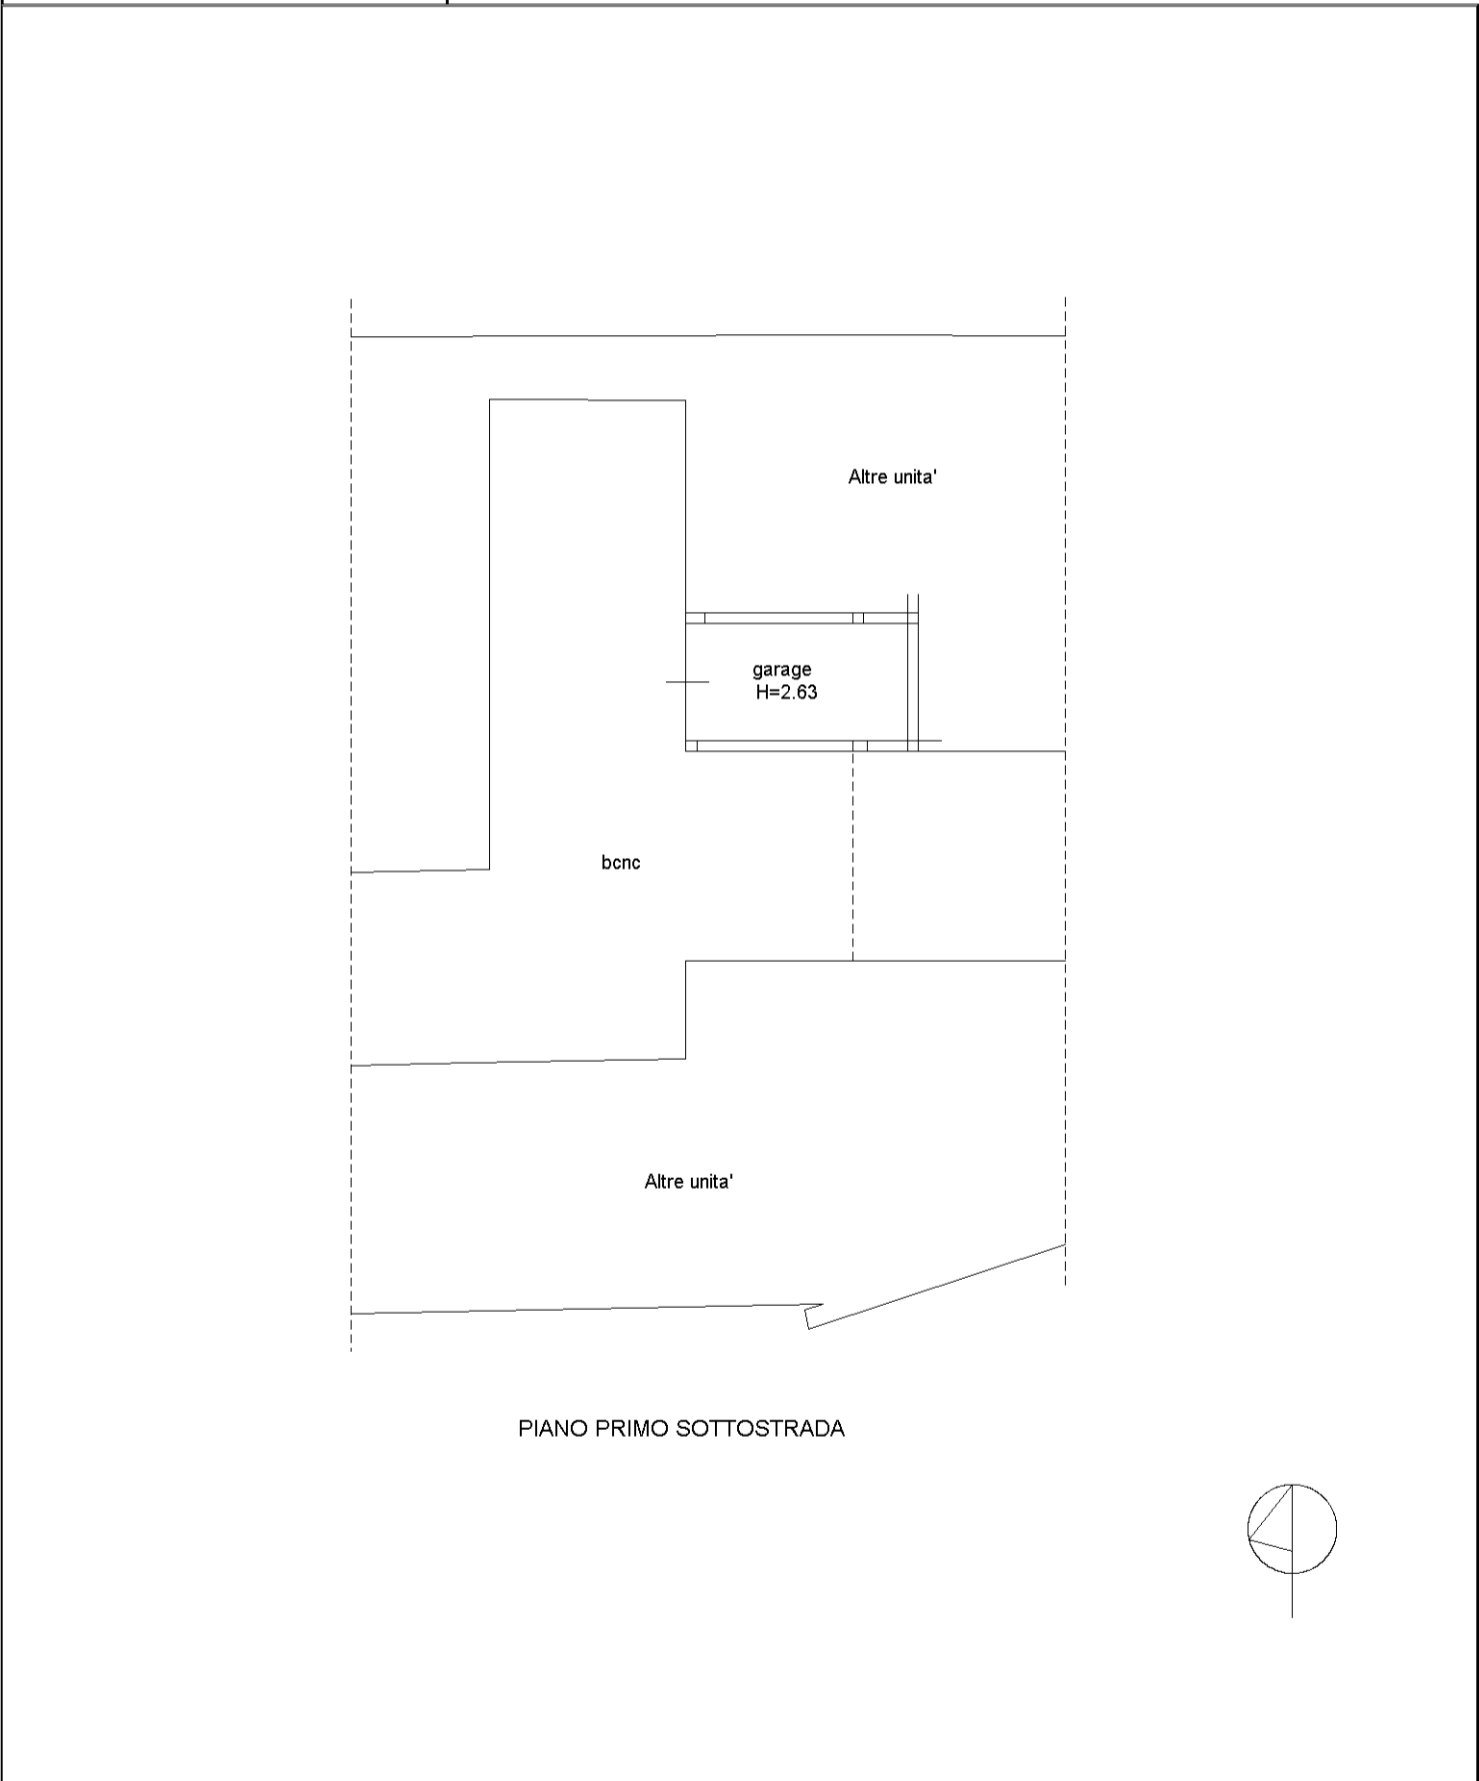 Altre unita'
garage
H=2.63
bcnc
Altre unita'
PIANO PRIMO SOTTOSTRADA